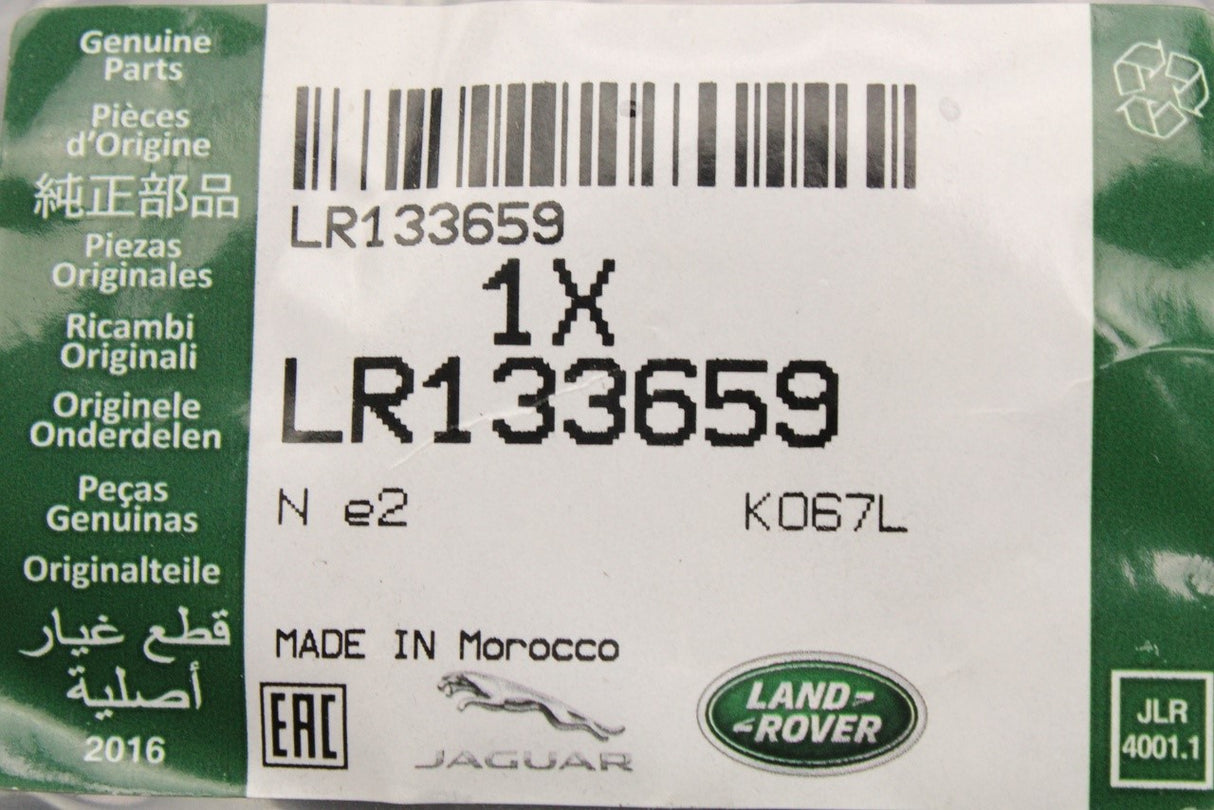 Genuine
Parts
Pièces
d'Origine
純正部品
Piezas
Originales
Ricambi
Originali
Originele
Onderdelen
Peças
Genuinas
Originalteile
قطع غيار
أصلية
2016
LR133659
1X
LR133659
N e2 K067L
MADE IN Morocco
EAC
JAGUAR
LAND-
-ROVER
JLR
4001.1